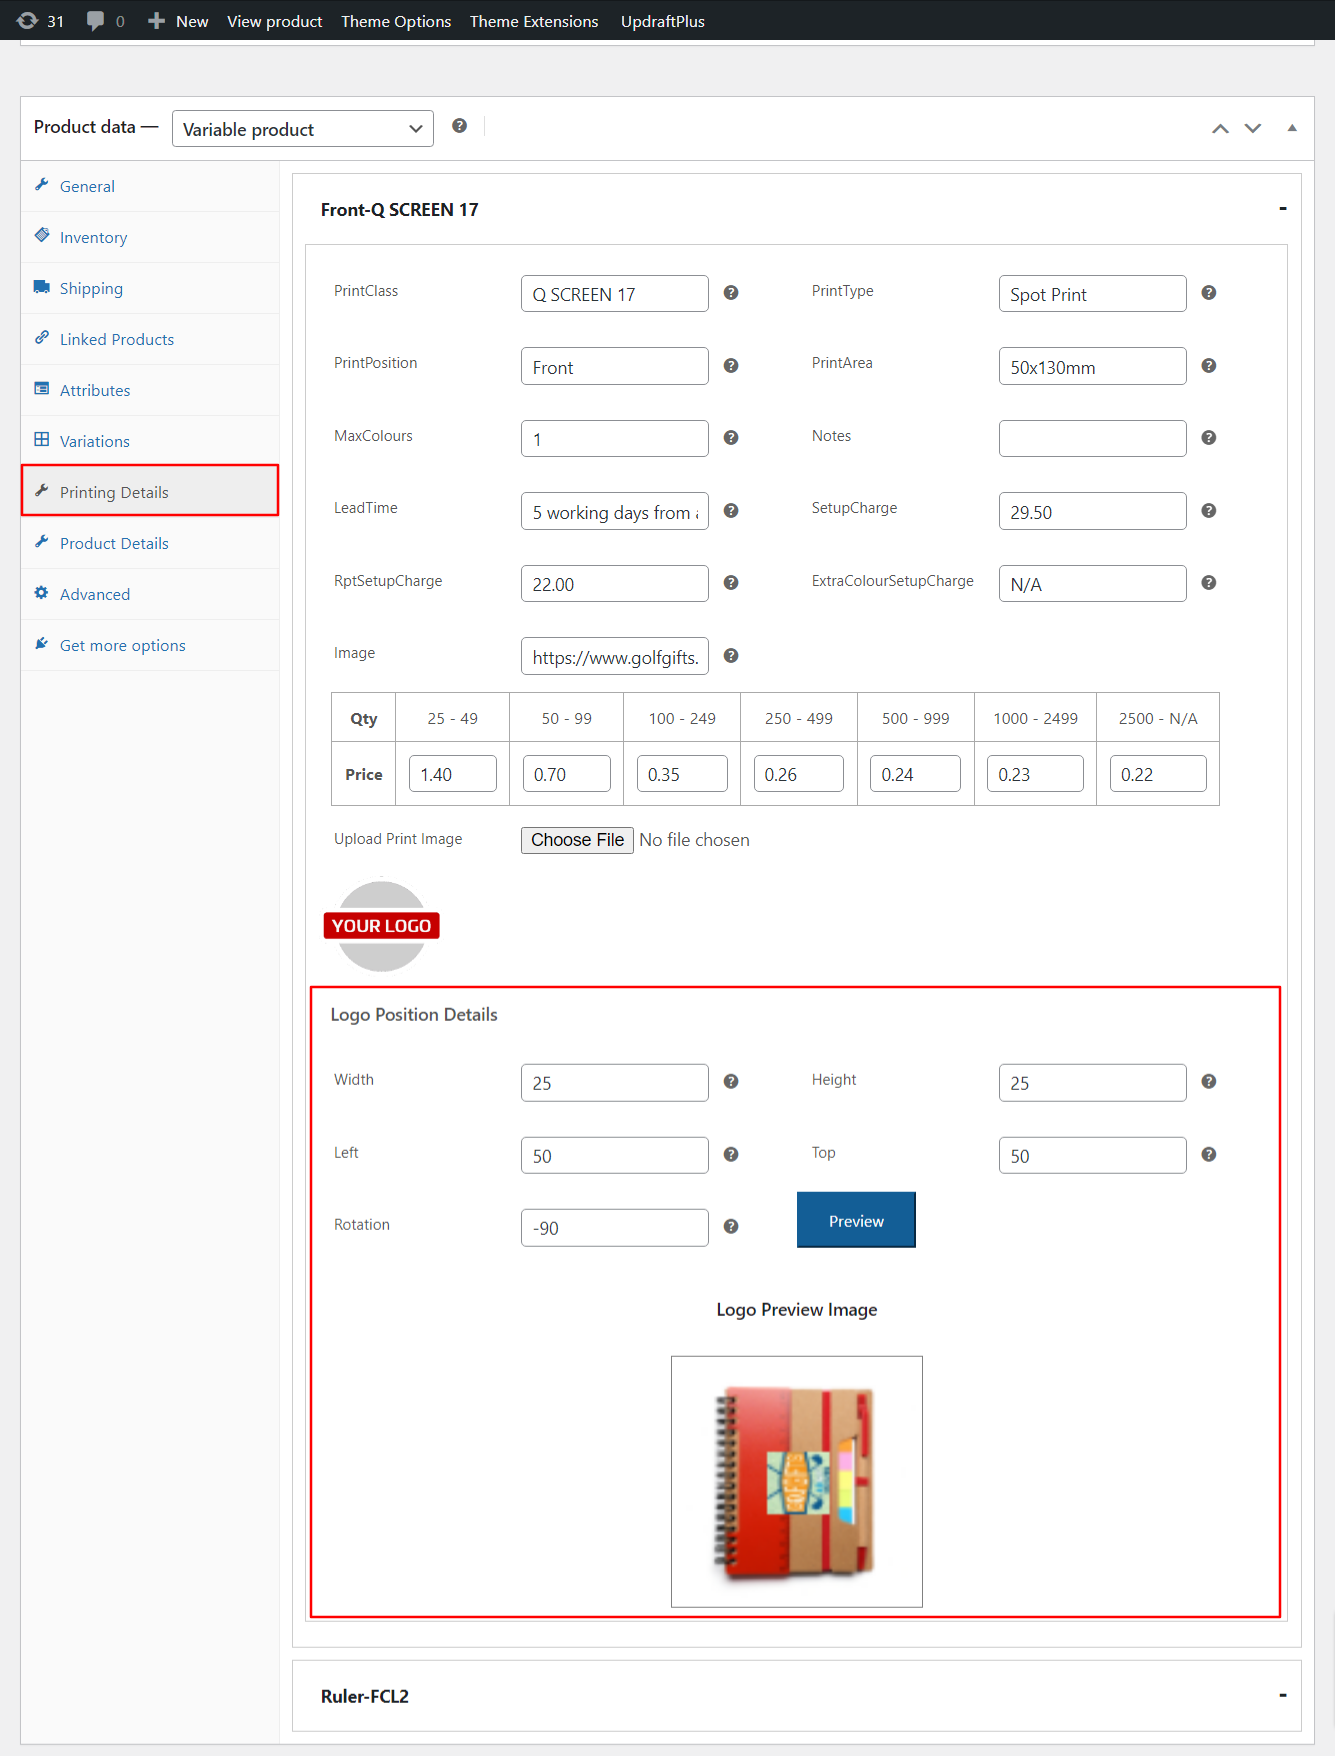 31 0 New View product Theme Options Theme Extensions UpdraftPlus
Product data — Variable product
General
Inventory
Shipping
Linked Products
Attributes
Variations
Printing Details
Product Details
Advanced
Get more options
Front-Q SCREEN 17 -
PrintClass Q SCREEN 17 PrintType Spot Print
PrintPosition Front PrintArea 50x130mm
MaxColours 1 Notes
LeadTime 5 working days from SetupCharge 29.50
RptSetupCharge 22.00 ExtraColourSetupCharge N/A
Image https://www.golfgifts.
Qty 25 - 49 50 - 99 100 - 249 250 - 499 500 - 999 1000 - 2499 2500 - N/A
Price 1.40 0.70 0.35 0.26 0.24 0.23 0.22
Upload Print Image Choose File No file chosen
YOUR LOGO
Logo Position Details
Width 25 Height 25
Left 50 Top 50
Rotation -90 Preview
Logo Preview Image
Ruler-FCL2 -